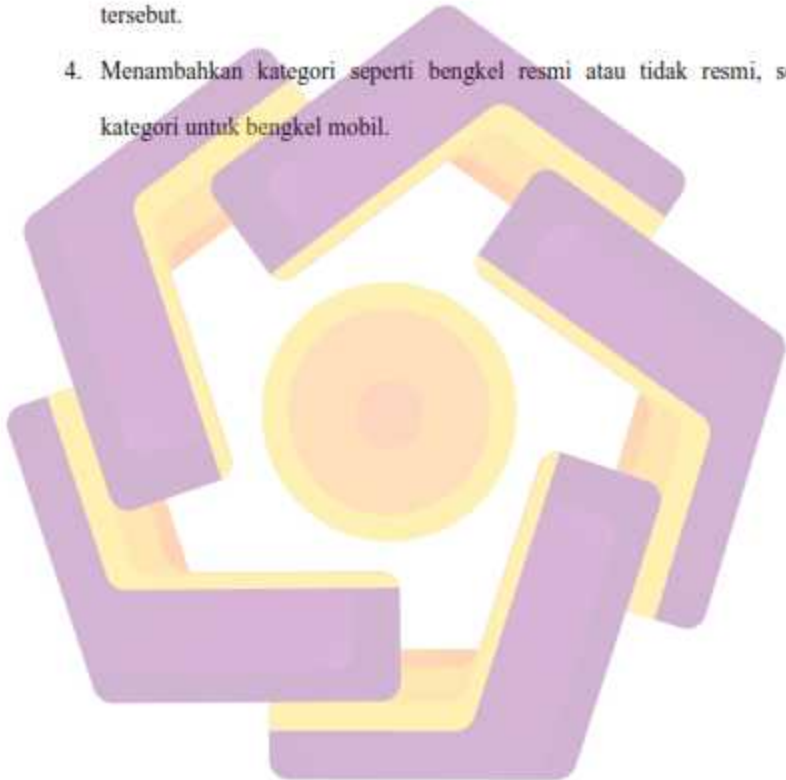 tersebut.
4. Menambahkan kategori seperti bengkel resmi atau tidak resmi,
kategori untuk bengkel mobil.